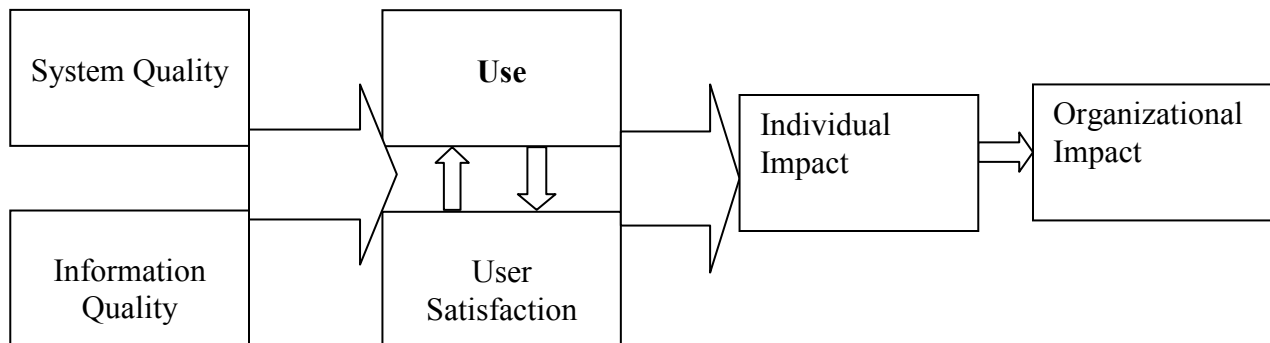 System Quality
Use
Individual
Impact
Organizational
Impact
Information
Quality
User
Satisfaction